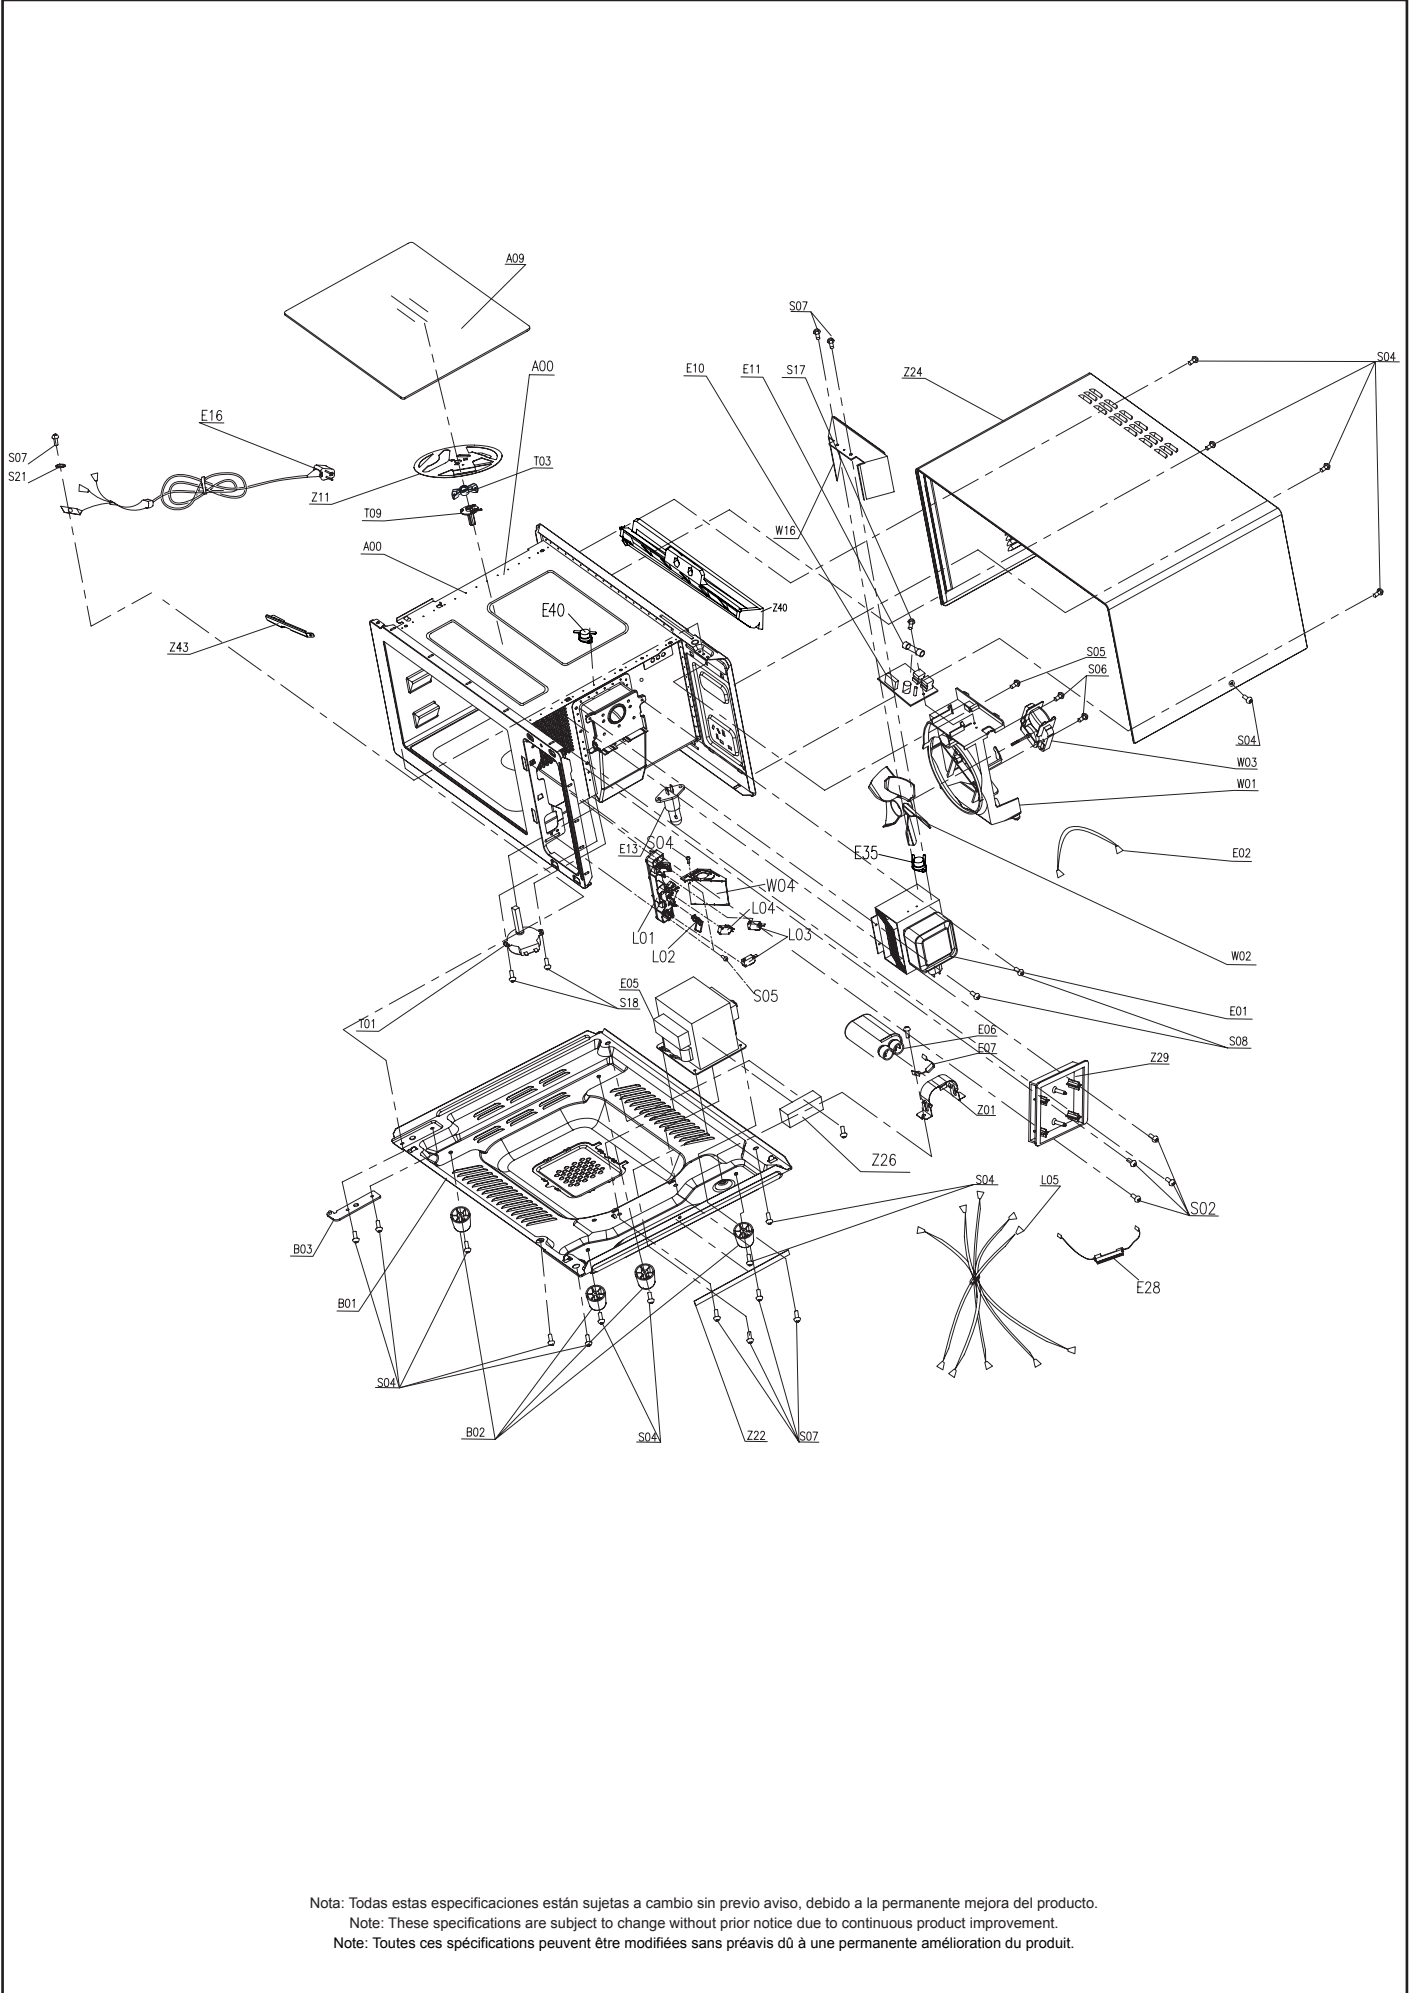 A09
S07
S04
A00
E10
E11
S17
Z24
E16
S07
S21
Z11
T03
T09
W16
A00
E40
Z40
Z43
S05
S06
S04
W03
W01
E13
S04
E35
E02
W04
L04
L01
L03
L02
W02
S05
E05
S18
T01
E01
E06
S08
E07
Z29
Z01
Z26
S04
L05
S02
B03
E28
B01
S04
B02
S04
Z22
S07
Nota: Todas estas especificaciones están sujetas a cambio sin previo aviso, debido a la permanente mejora del producto.
Note: These specifications are subject to change without prior notice due to continuous product improvement.
Note: Toutes ces spécifications peuvent être modifiées sans préavis dû à une permanente amélioration du produit.